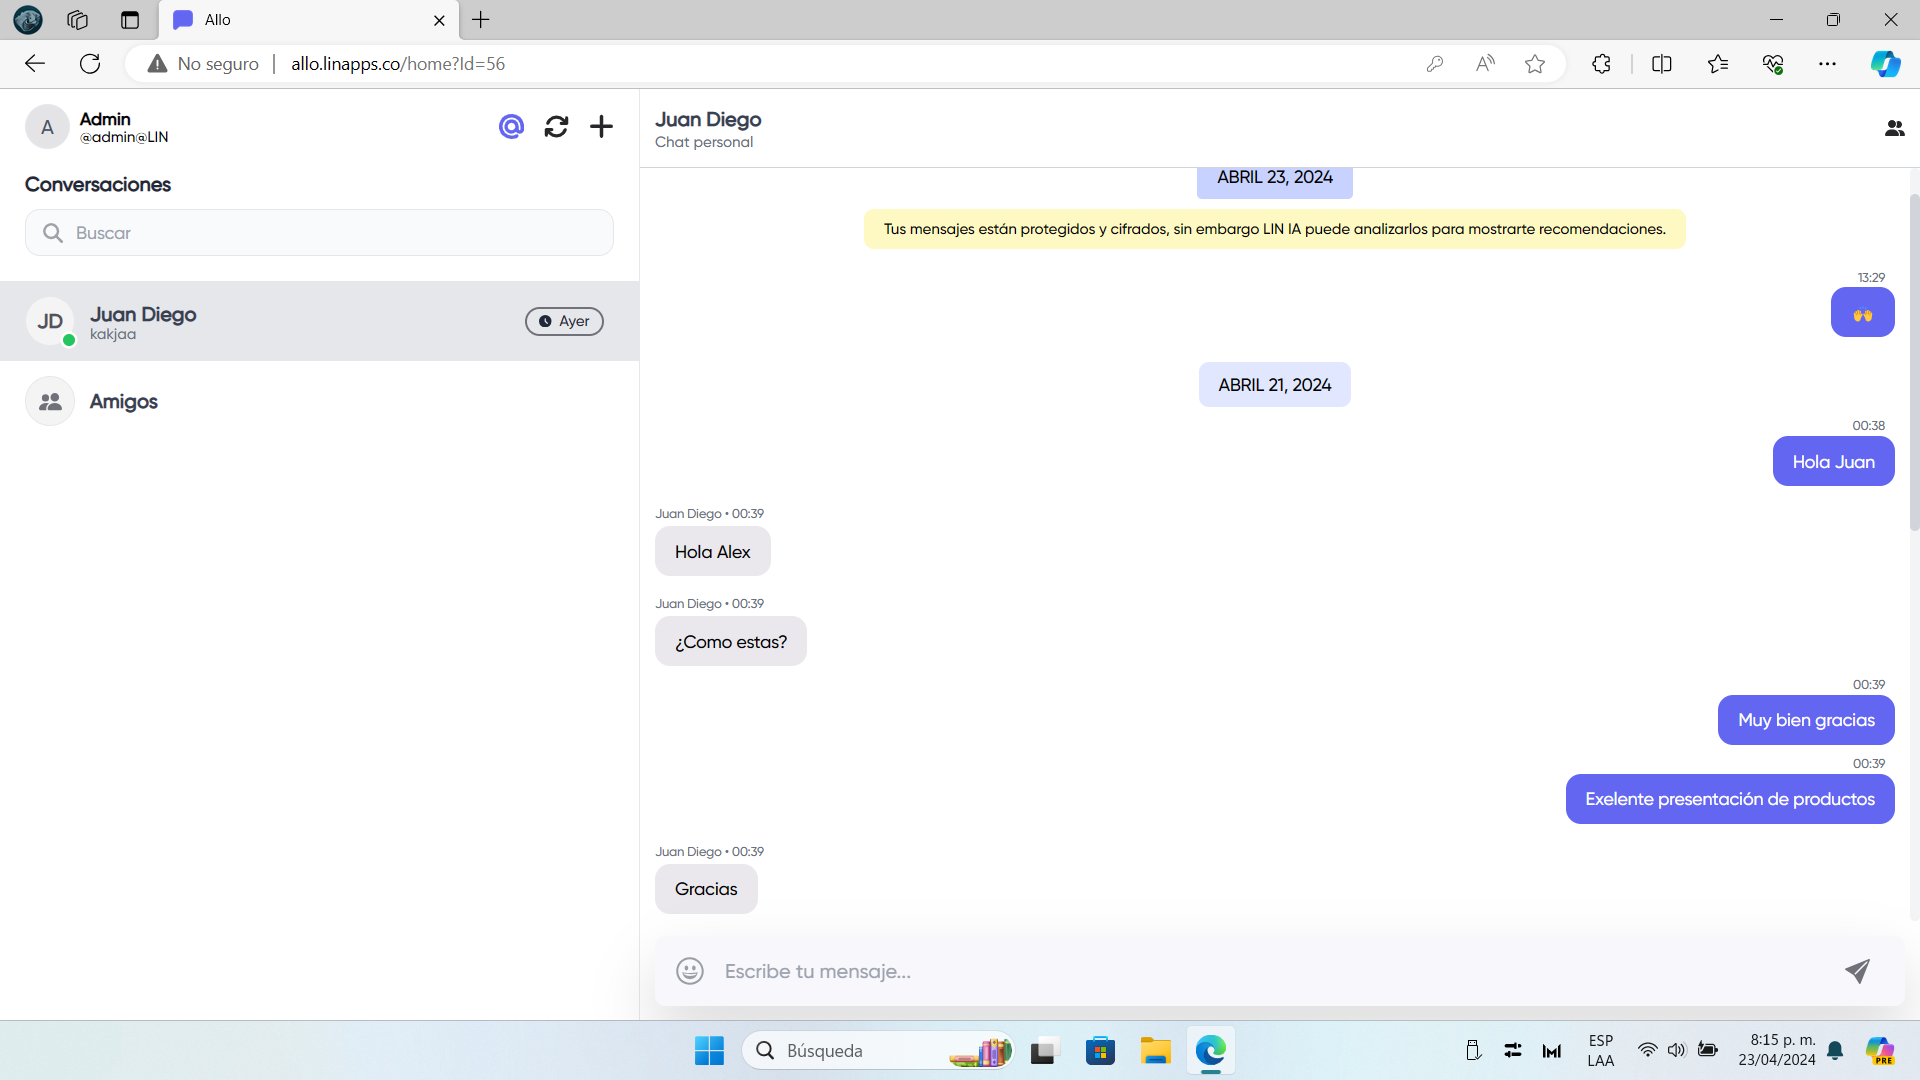 Allo
No seguro
allo.linapps.co/home?Id=56
A
Admin
@admin@LIN
Conversaciones
Buscar
JD
Juan Diego
kakjaa
Ayer
Amigos
Juan Diego
Chat personal
ABRIL 23, 2024
Tus mensajes están protegidos y cifrados, sin embargo LIN IA puede analizarlos para mostrarte recomendaciones.
13:29
🙌
ABRIL 21, 2024
00:38
Hola Juan
Juan Diego • 00:39
Hola Alex
Juan Diego • 00:39
¿Como estas?
00:39
Muy bien gracias
00:39
Exelente presentación de productos
Juan Diego • 00:39
Gracias
Escribe tu mensaje...
Búsqueda
ESP
LAA
8:15 p. m.
23/04/2024
PRE